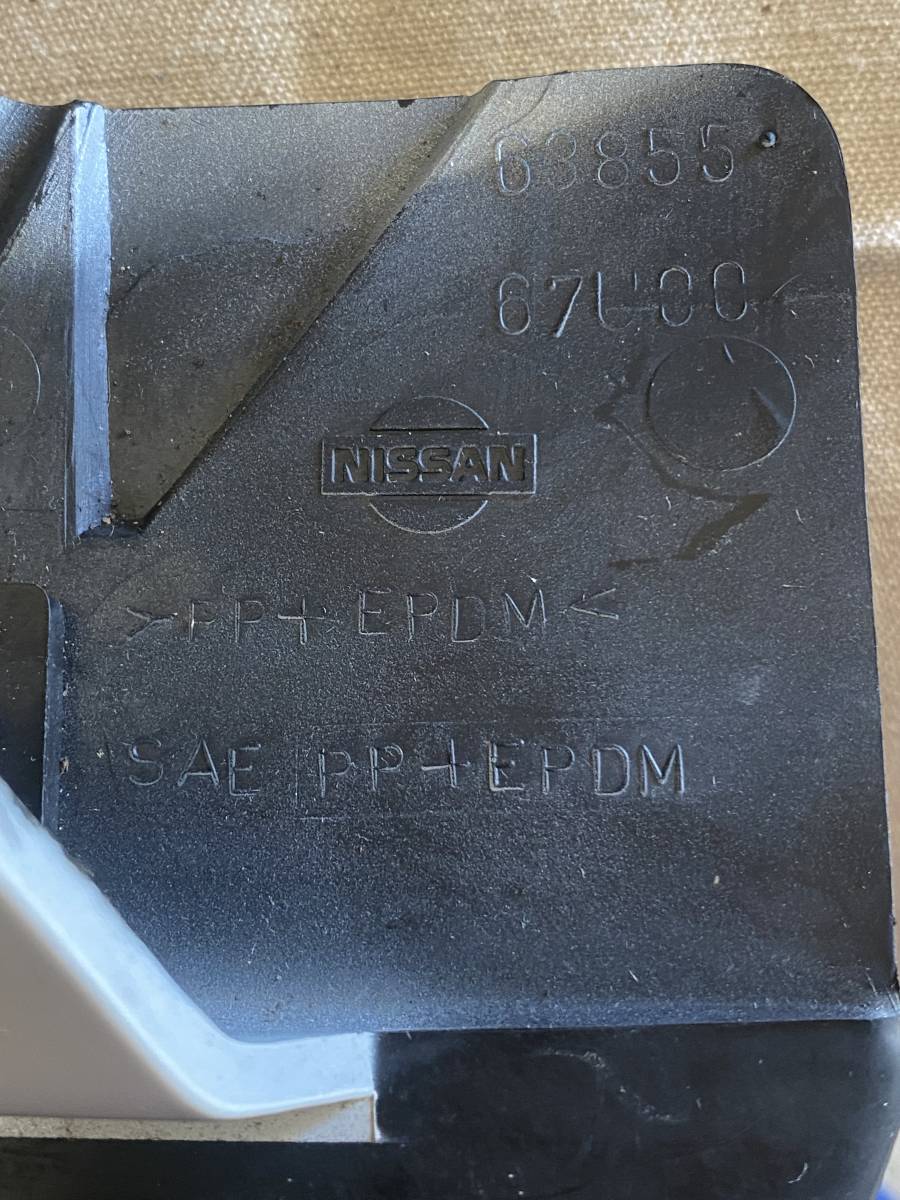 63855
67U00
NISSAN
>PP+EPDM<
SAE PP+EPDM